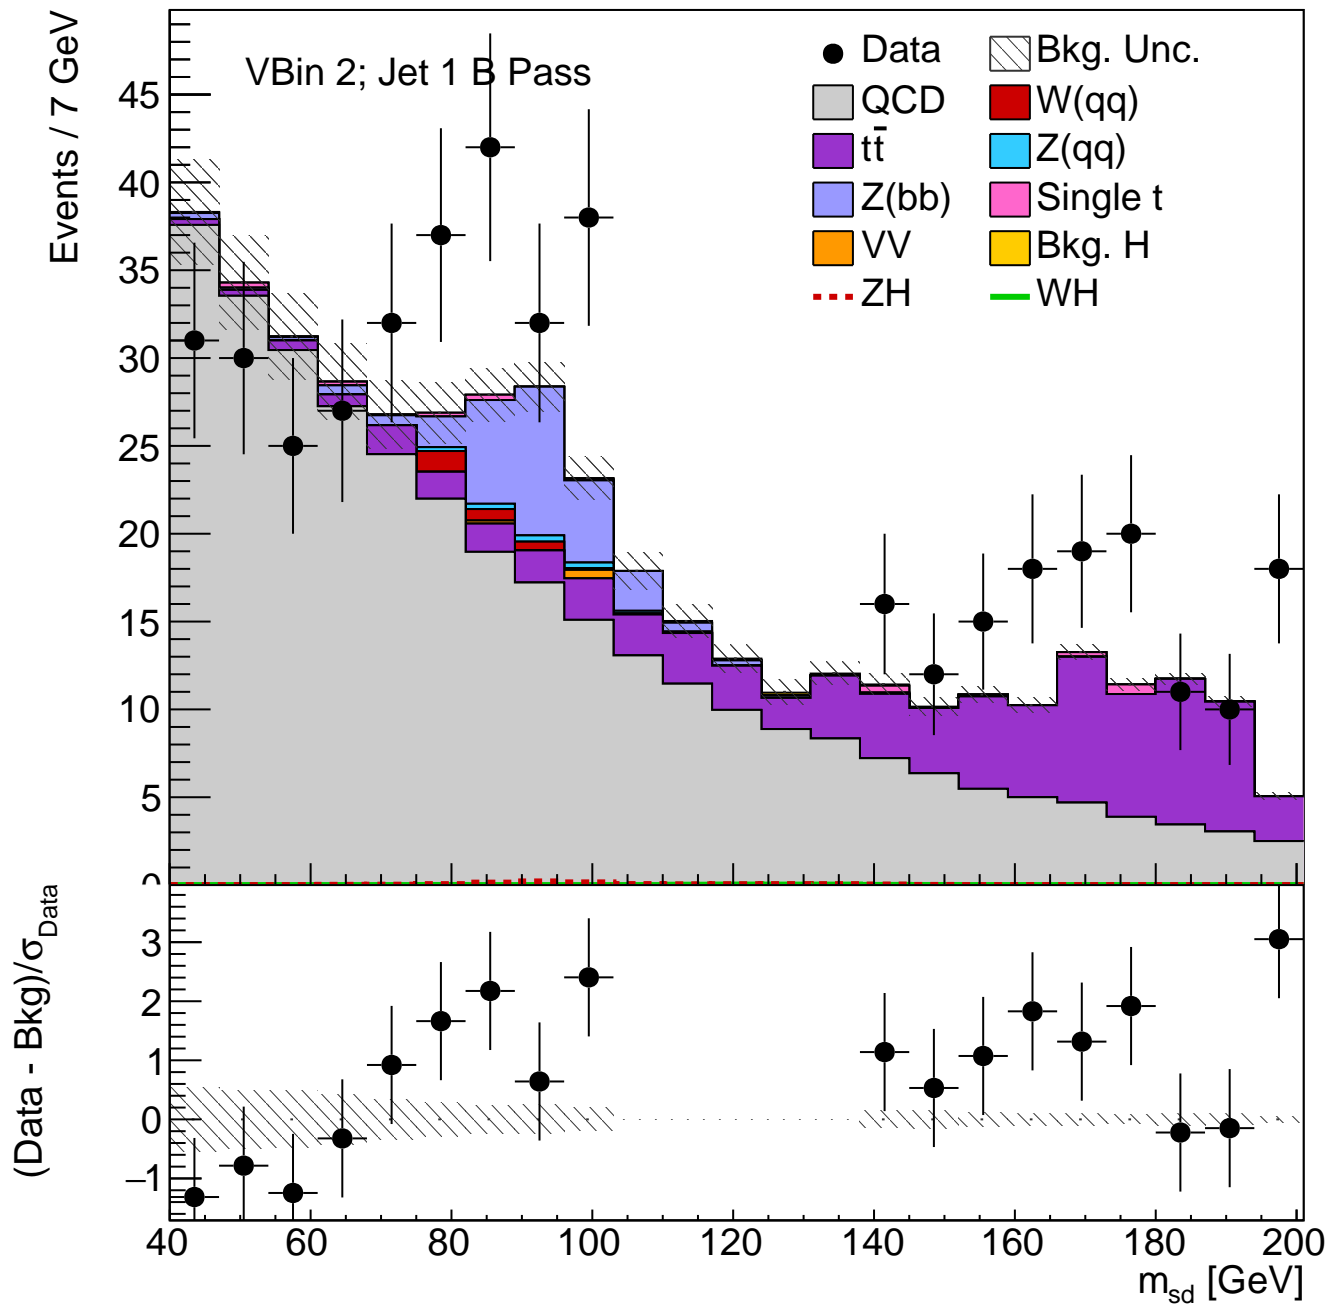 VBin 2; Jet 1 B Pass
Data
Bkg. Unc.
QCD
W(qq)
tt̄
Z(qq)
Z(bb)
Single t
VV
Bkg. H
ZH
WH
Events / 7 GeV
45
40
35
30
25
20
15
10
5
0
(Data - Bkg)/σData
3
2
1
0
−1
40 60 80 100 120 140 160 180 200
msd [GeV]